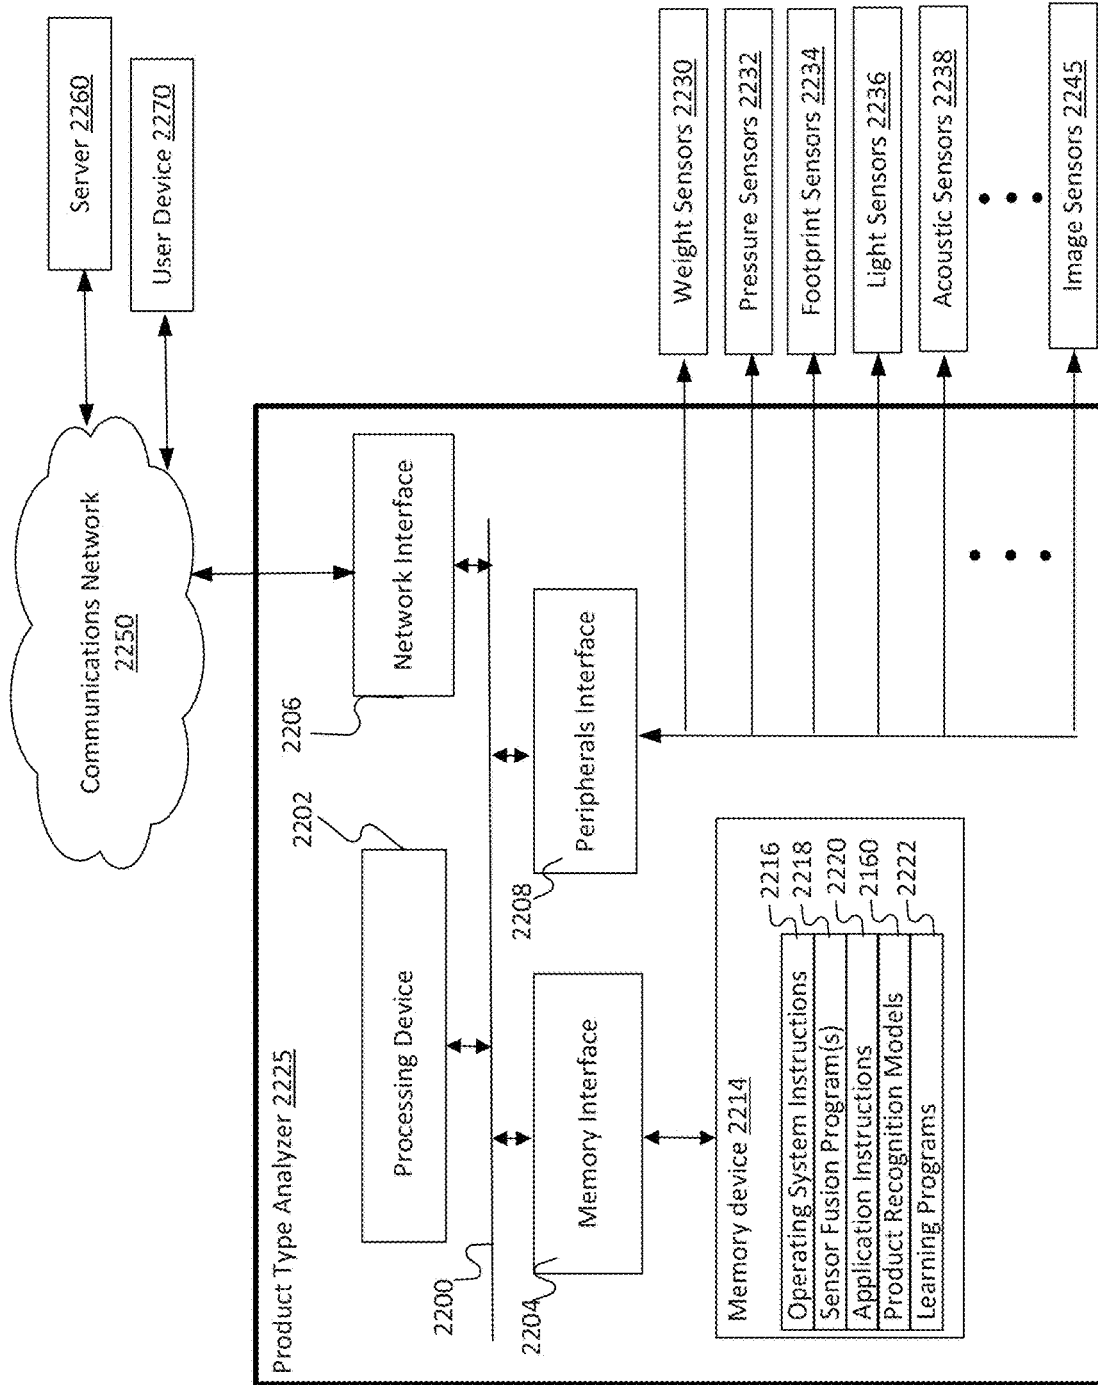 Communications Network
2250
Server 2260
User Device 2270
Product Type Analyzer 2225
Processing Device
2202
Network Interface
2206
2200
Memory Interface
2204
Peripherals Interface
2208
Memory device 2214
Operating System Instructions
2216
Sensor Fusion Program(s)
2218
Application Instructions
2220
Product Recognition Models
2160
Learning Programs
2222
Weight Sensors 2230
Pressure Sensors 2232
Footprint Sensors 2234
Light Sensors 2236
Acoustic Sensors 2238
Image Sensors 2245